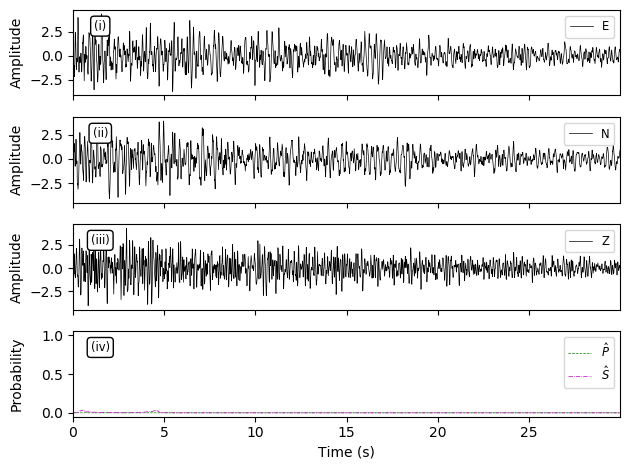 Amplitude
2.5
0.0
−2.5
(i)
E
Amplitude
2.5
0.0
−2.5
(ii)
N
Amplitude
2.5
0.0
−2.5
(iii)
Z
Probability
1.0
0.5
0.0
(iv)
P̂
Ŝ
0 5 10 15 20 25
Time (s)